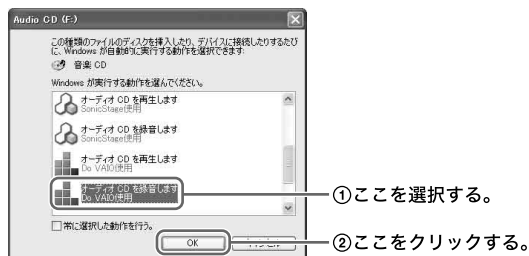 Audio CD (F:)
この種類のファイルのディスクを挿入したり、デバイスに接続したりするたび
に、Windows が自動的に実行する動作を選択できます:
音楽 CD
Windows が実行する動作を選んでください。
オーディオ CD を再生します
SonicStage使用
オーディオ CD を録音します
SonicStage使用
オーディオ CD を再生します
Do VAIO使用
オーディオ CD を録音します
Do VAIO使用
①ここを選択する。
常に選択した動作を行う。
OK
②ここをクリックする。